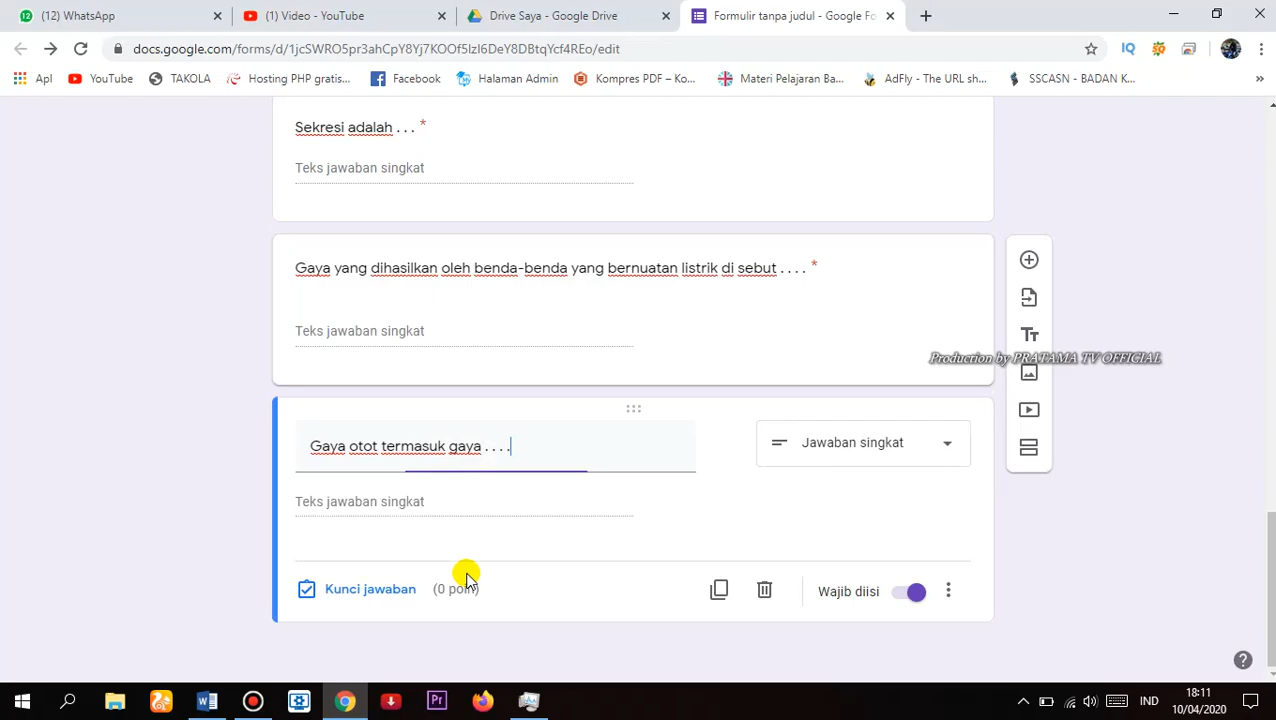 (12) WhatsApp
(1) Video - YouTube
Drive Saya - Google Drive
Formulir tanpa judul - Google Fo
docs.google.com/forms/d/1jcSWRO5pr3ahCpY8Yj7KOOf5lzl6DeY8DBtqYcf4REo/edit
IQ
Apl
YouTube
TAKOLA
Hosting PHP gratis...
Facebook
Halaman Admin
Kompres PDF – Ko...
Materi Pelajaran Ba...
AdFly - The URL sh...
SSCASN - BADAN K...
»
Sekresi adalah . . . *
Teks jawaban singkat
Gaya yang dihasilkan oleh benda-benda yang bernuatan listrik di sebut . . . . *
Teks jawaban singkat
Production by PRATAMA TV OFFICIAL
Gaya otot termasuk gaya . . . .
Jawaban singkat
Teks jawaban singkat
Kunci jawaban (0 poin)
Wajib diisi
IND
18:11
10/04/2020